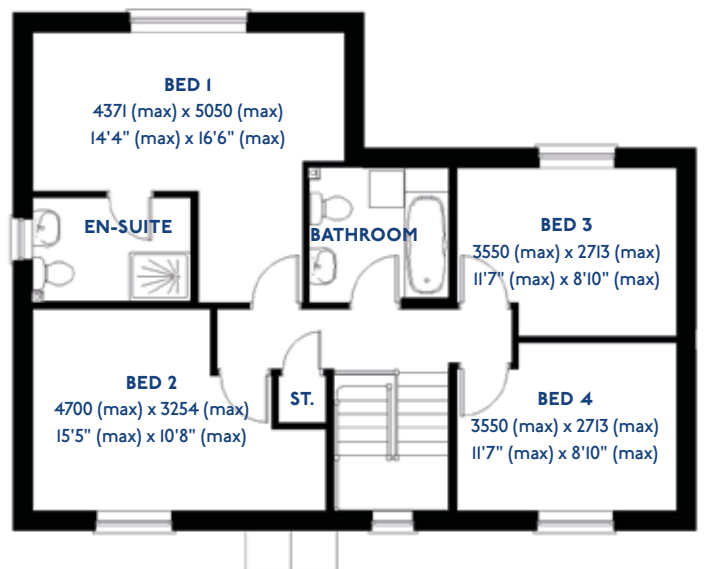 BED 1
4371 (max) x 5050 (max)
14'4" (max) x 16'6" (max)
EN-SUITE
BATHROOM
BED 3
3550 (max) x 2713 (max)
11'7" (max) x 8'10" (max)
BED 2
4700 (max) x 3254 (max)
15'5" (max) x 10'8" (max)
ST.
BED 4
3550 (max) x 2713 (max)
11'7" (max) x 8'10" (max)